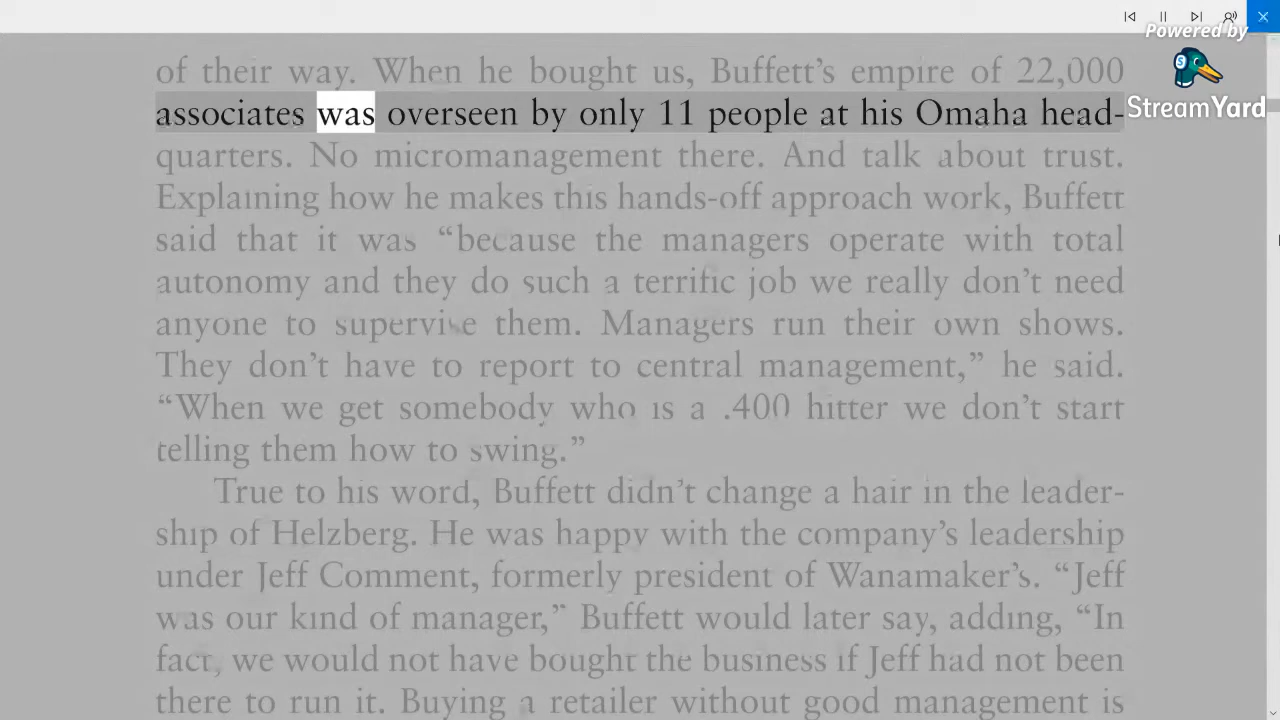 Powered by
StreamYard
of their way. When he bought us, Buffett’s empire of 22,000
associates was overseen by only 11 people at his Omaha head-
quarters. No micromanagement there. And talk about trust.
Explaining how he makes this hands-off approach work, Buffett
said that it was “because the managers operate with total
autonomy and they do such a terrific job we really don’t need
anyone to supervise them. Managers run their own shows.
They don’t have to report to central management,” he said.
“When we get somebody who is a .400 hitter we don’t start
telling them how to swing.”
True to his word, Buffett didn’t change a hair in the leader-
ship of Helzberg. He was happy with the company’s leadership
under Jeff Comment, formerly president of Wanamaker’s. “Jeff
was our kind of manager,” Buffett would later say, adding, “In
fact, we would not have bought the business if Jeff had not been
there to run it. Buying a retailer without good management is